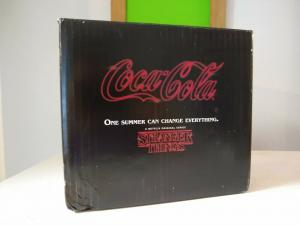 Coca-Cola
ONE SUMMER CAN CHANGE EVERYTHING.
A NETFLIX ORIGINAL SERIES
STRANGER
THINGS